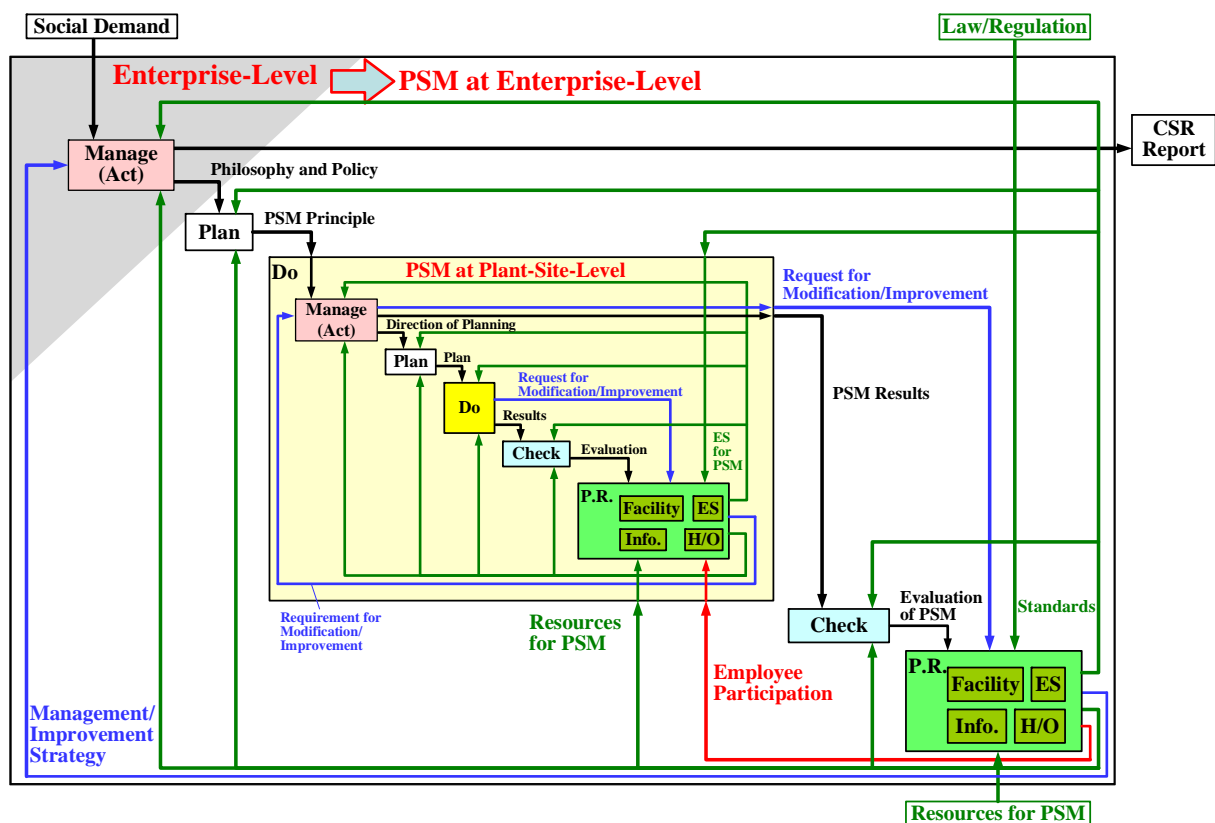 Social Demand
Law/Regulation
Enterprise-Level
PSM at Enterprise-Level
CSR
Report
Manage
(Act)
Philosophy and Policy
Plan
PSM Principle
Do
PSM at Plant-Site-Level
Request for
Modification/Improvement
Manage
(Act)
Direction of Planning
Plan
Plan
Request for
Modification/Improvement
Do
PSM Results
Results
Check
Evaluation
ES
for
PSM
P.R.
Facility
ES
Info.
H/O
Requirement for
Modification/
Improvement
Resources
for PSM
Check
Evaluation
of PSM
Standards
Employee
Participation
P.R.
Facility
ES
Info.
H/O
Management/
Improvement
Strategy
Resources for PSM